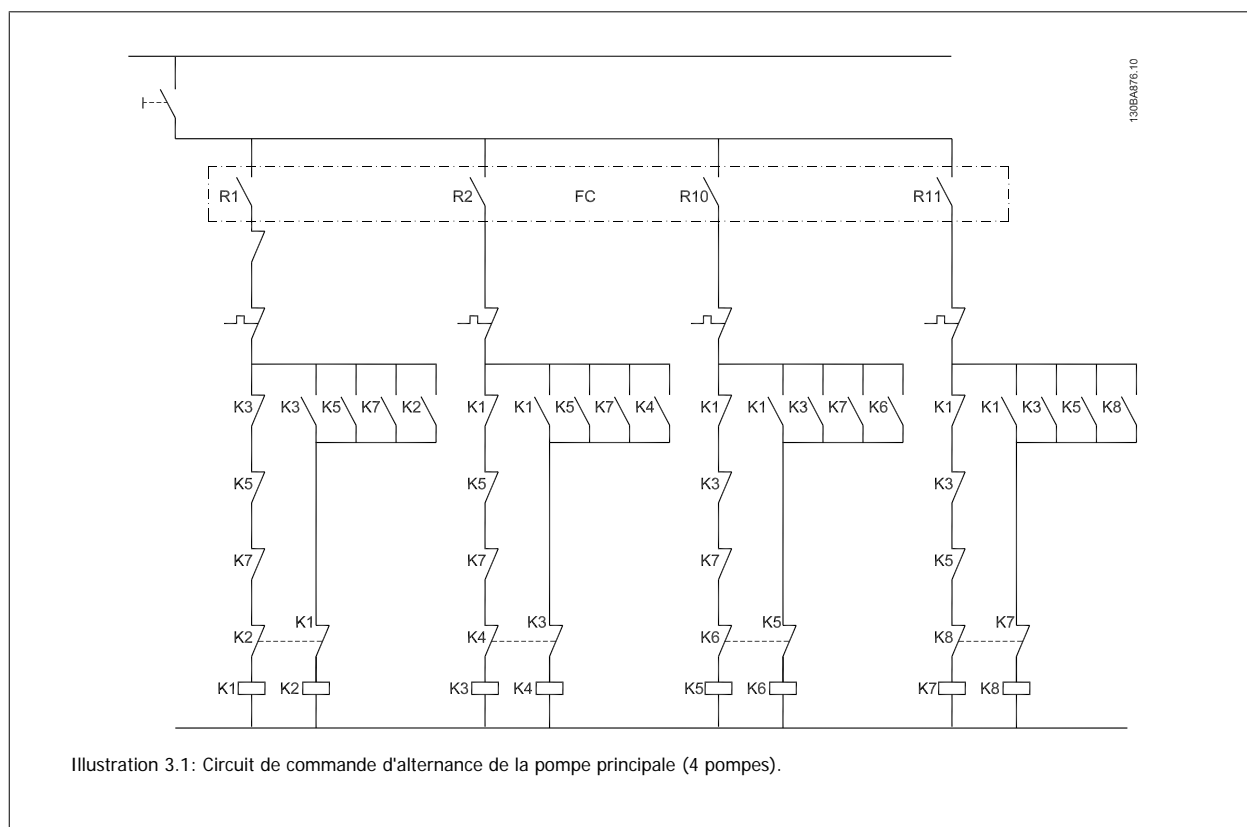 130BA876.10
R1 R2 FC R10 R11
K3 K3 K5 K7 K2 K1 K1 K5 K7 K4 K1 K1 K3 K7 K6 K1 K1 K3 K5 K8
K5 K5 K3 K3
K7 K7 K7 K5
K2 K1 K4 K3 K6 K5 K8 K7
K1 K2 K3 K4 K5 K6 K7 K8
Illustration 3.1: Circuit de commande d'alternance de la pompe principale (4 pompes).